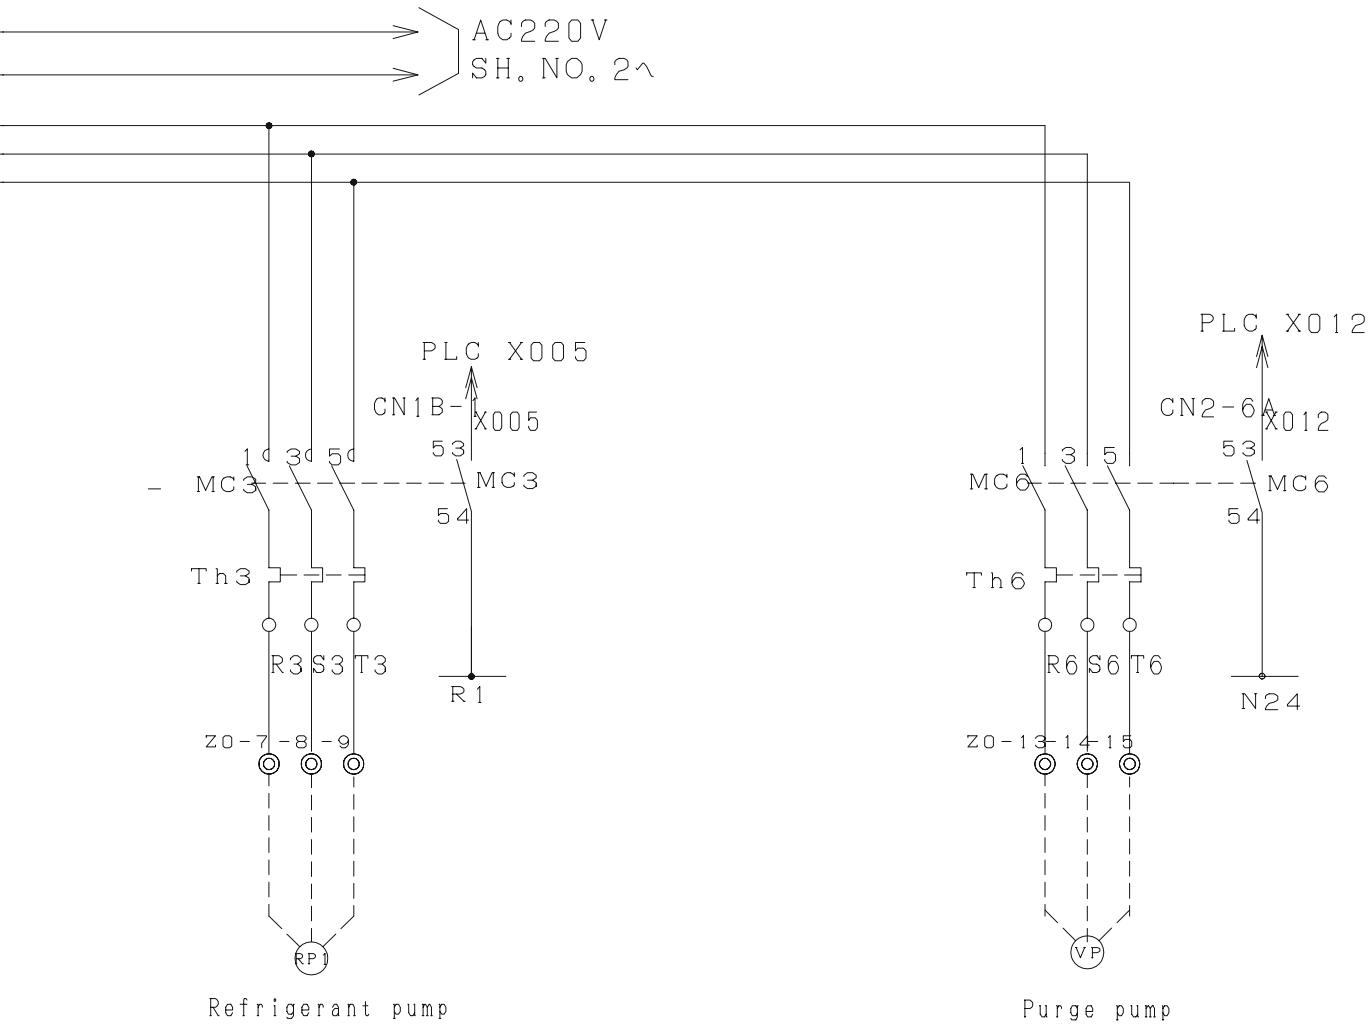 AC220V
SH. NO. 2へ
PLC X012
PLC X005
CN1B-1
X005
CN2-6A
X012
1 3 5
53
1 3 5
53
MC3
MC3
MC6
MC6
54
54
Th3
Th6
R3 S3 T3
R6 S6 T6
R1
N24
ZO-7 -8 -9
ZO-13 -14 -15
RP1
VP
Refrigerant pump
Purge pump